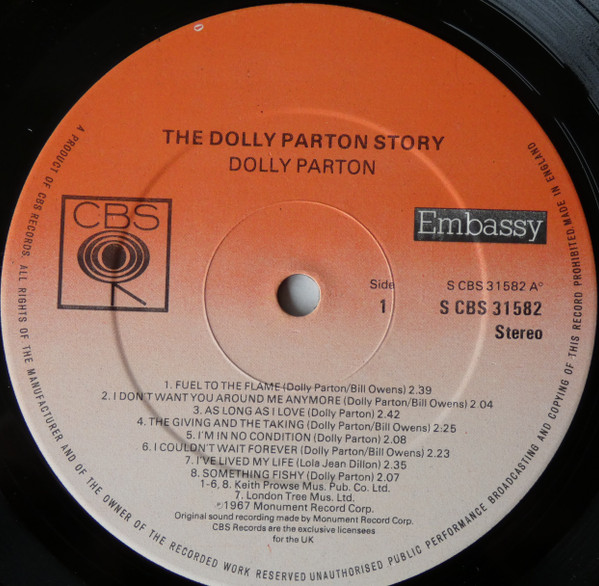 THE DOLLY PARTON STORY
DOLLY PARTON
CBS
Embassy
Side
1
S CBS 31582 A°
S CBS 31582
Stereo
1. FUEL TO THE FLAME (Dolly Parton/Bill Owens) 2.39
2. I DON'T WANT YOU AROUND ME ANYMORE (Dolly Parton/Bill Owens) 2.04
3. AS LONG AS I LOVE (Dolly Parton) 2.42
4. THE GIVING AND THE TAKING (Dolly Parton/Bill Owens) 2:25
5. I'M IN NO CONDITION (Dolly Parton) 2.08
6. I COULDN'T WAIT FOREVER (Dolly Parton/Bill Owens) 2.23
7. I'VE LIVED MY LIFE (Lola Jean Dillon) 2.35
8. SOMETHING FISHY (Dolly Parton) 2.07
1-6, 8. Keith Prowse Mus. Pub. Co. Ltd.
7. London Tree Mus. Ltd.
℗1967 Monument Record Corp.
Original sound recording made by Monument Record Corp.
CBS Records are the exclusive licensees
for the UK
A PRODUCT OF CBS RECORDS. ALL RIGHTS OF THE MANUFACTURER AND OF THE OWNER OF THE RECORDED WORK RESERVED UNAUTHORISED PUBLIC PERFORMANCE BROADCASTING AND COPYING OF THIS RECORD PROHIBITED MADE IN ENGLAND